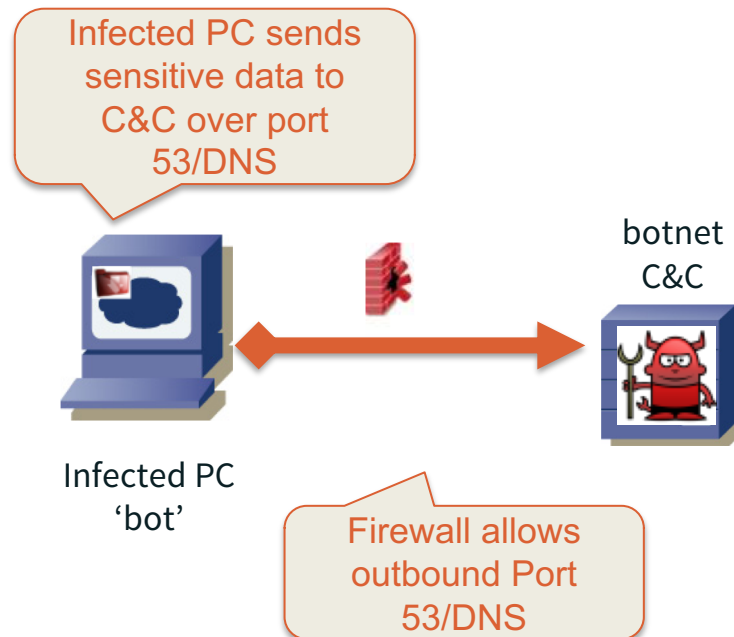 Infected PC sends
sensitive data to
C&C over port
53/DNS
botnet
C&C
Infected PC
‘bot’
Firewall allows
outbound Port
53/DNS